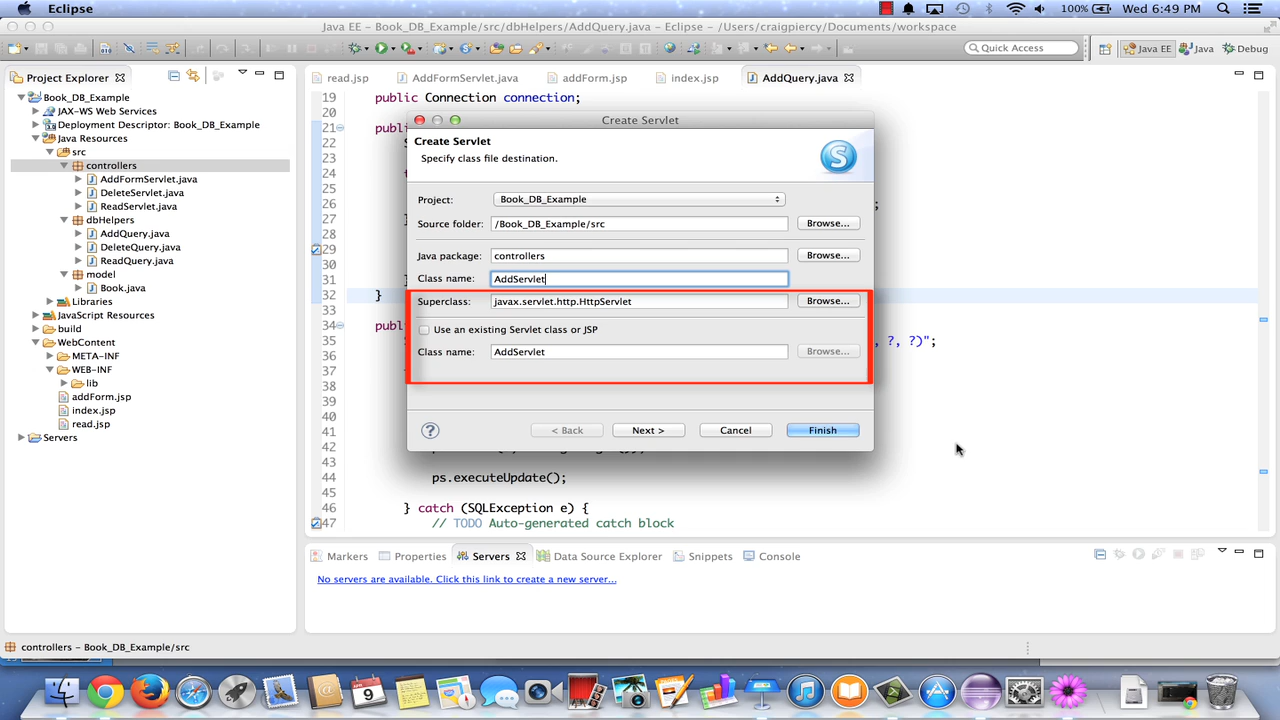 Eclipse
100%
Wed 9 6:49 PM
Java EE – Book_DB_Example/src/dbHelpers/AddQuery.java – Eclipse – /Users/craigpiercy/Documents/workspace
Quick Access
Java EE
Java
Debug
Project Explorer
read.jsp
AddFormServlet.java
addForm.jsp
index.jsp
AddQuery.java
Book_DB_Example
JAX-WS Web Services
Deployment Descriptor: Book_DB_Example
Java Resources
src
controllers
AddFormServlet.java
DeleteServlet.java
ReadServlet.java
dbHelpers
AddQuery.java
DeleteQuery.java
ReadQuery.java
model
Book.java
Libraries
JavaScript Resources
build
WebContent
META-INF
WEB-INF
lib
addForm.jsp
index.jsp
read.jsp
Servers
19 public Connection connection;
20
21
22
23
24
25
26 ;
27
29
30
31
32 }
33
34
35 , ?, ?)";
36
37
38
39
40
41
42
43
44 ps.executeUpdate();
45
46 } catch (SQLException e) {
47 // TODO Auto-generated catch block
Create Servlet
Create Servlet
Specify class file destination.
Project: Book_DB_Example
Source folder: /Book_DB_Example/src Browse...
Java package: controllers Browse...
Class name: AddServlet
Superclass: javax.servlet.http.HttpServlet Browse...
Use an existing Servlet class or JSP
Class name: AddServlet Browse...
? < Back Next > Cancel Finish
Markers
Properties
Servers
Data Source Explorer
Snippets
Console
No servers are available. Click this link to create a new server...
controllers – Book_DB_Example/src